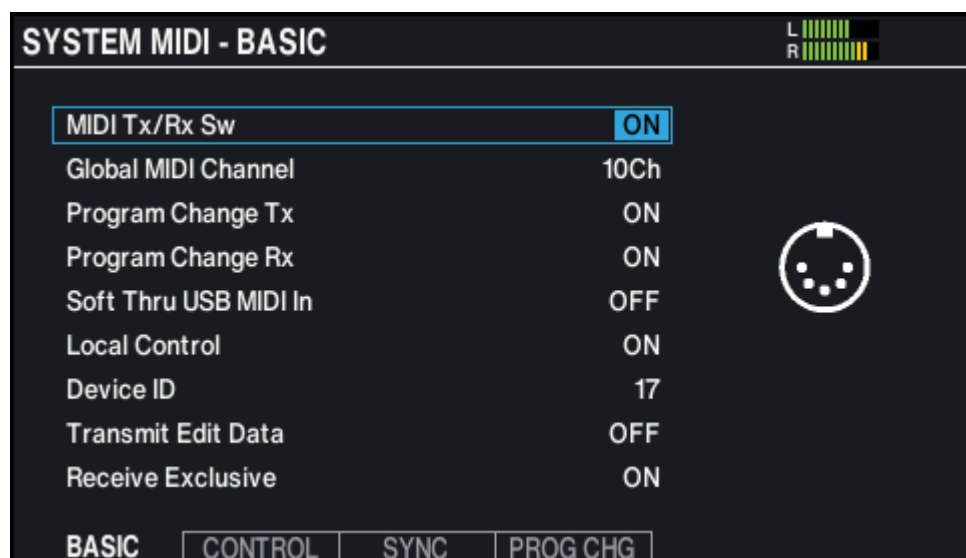 SYSTEM MIDI - BASIC
L
R
MIDI Tx/Rx Sw ON
Global MIDI Channel 10Ch
Program Change Tx ON
Program Change Rx ON
Soft Thru USB MIDI In OFF
Local Control ON
Device ID 17
Transmit Edit Data OFF
Receive Exclusive ON
BASIC CONTROL SYNC PROG CHG